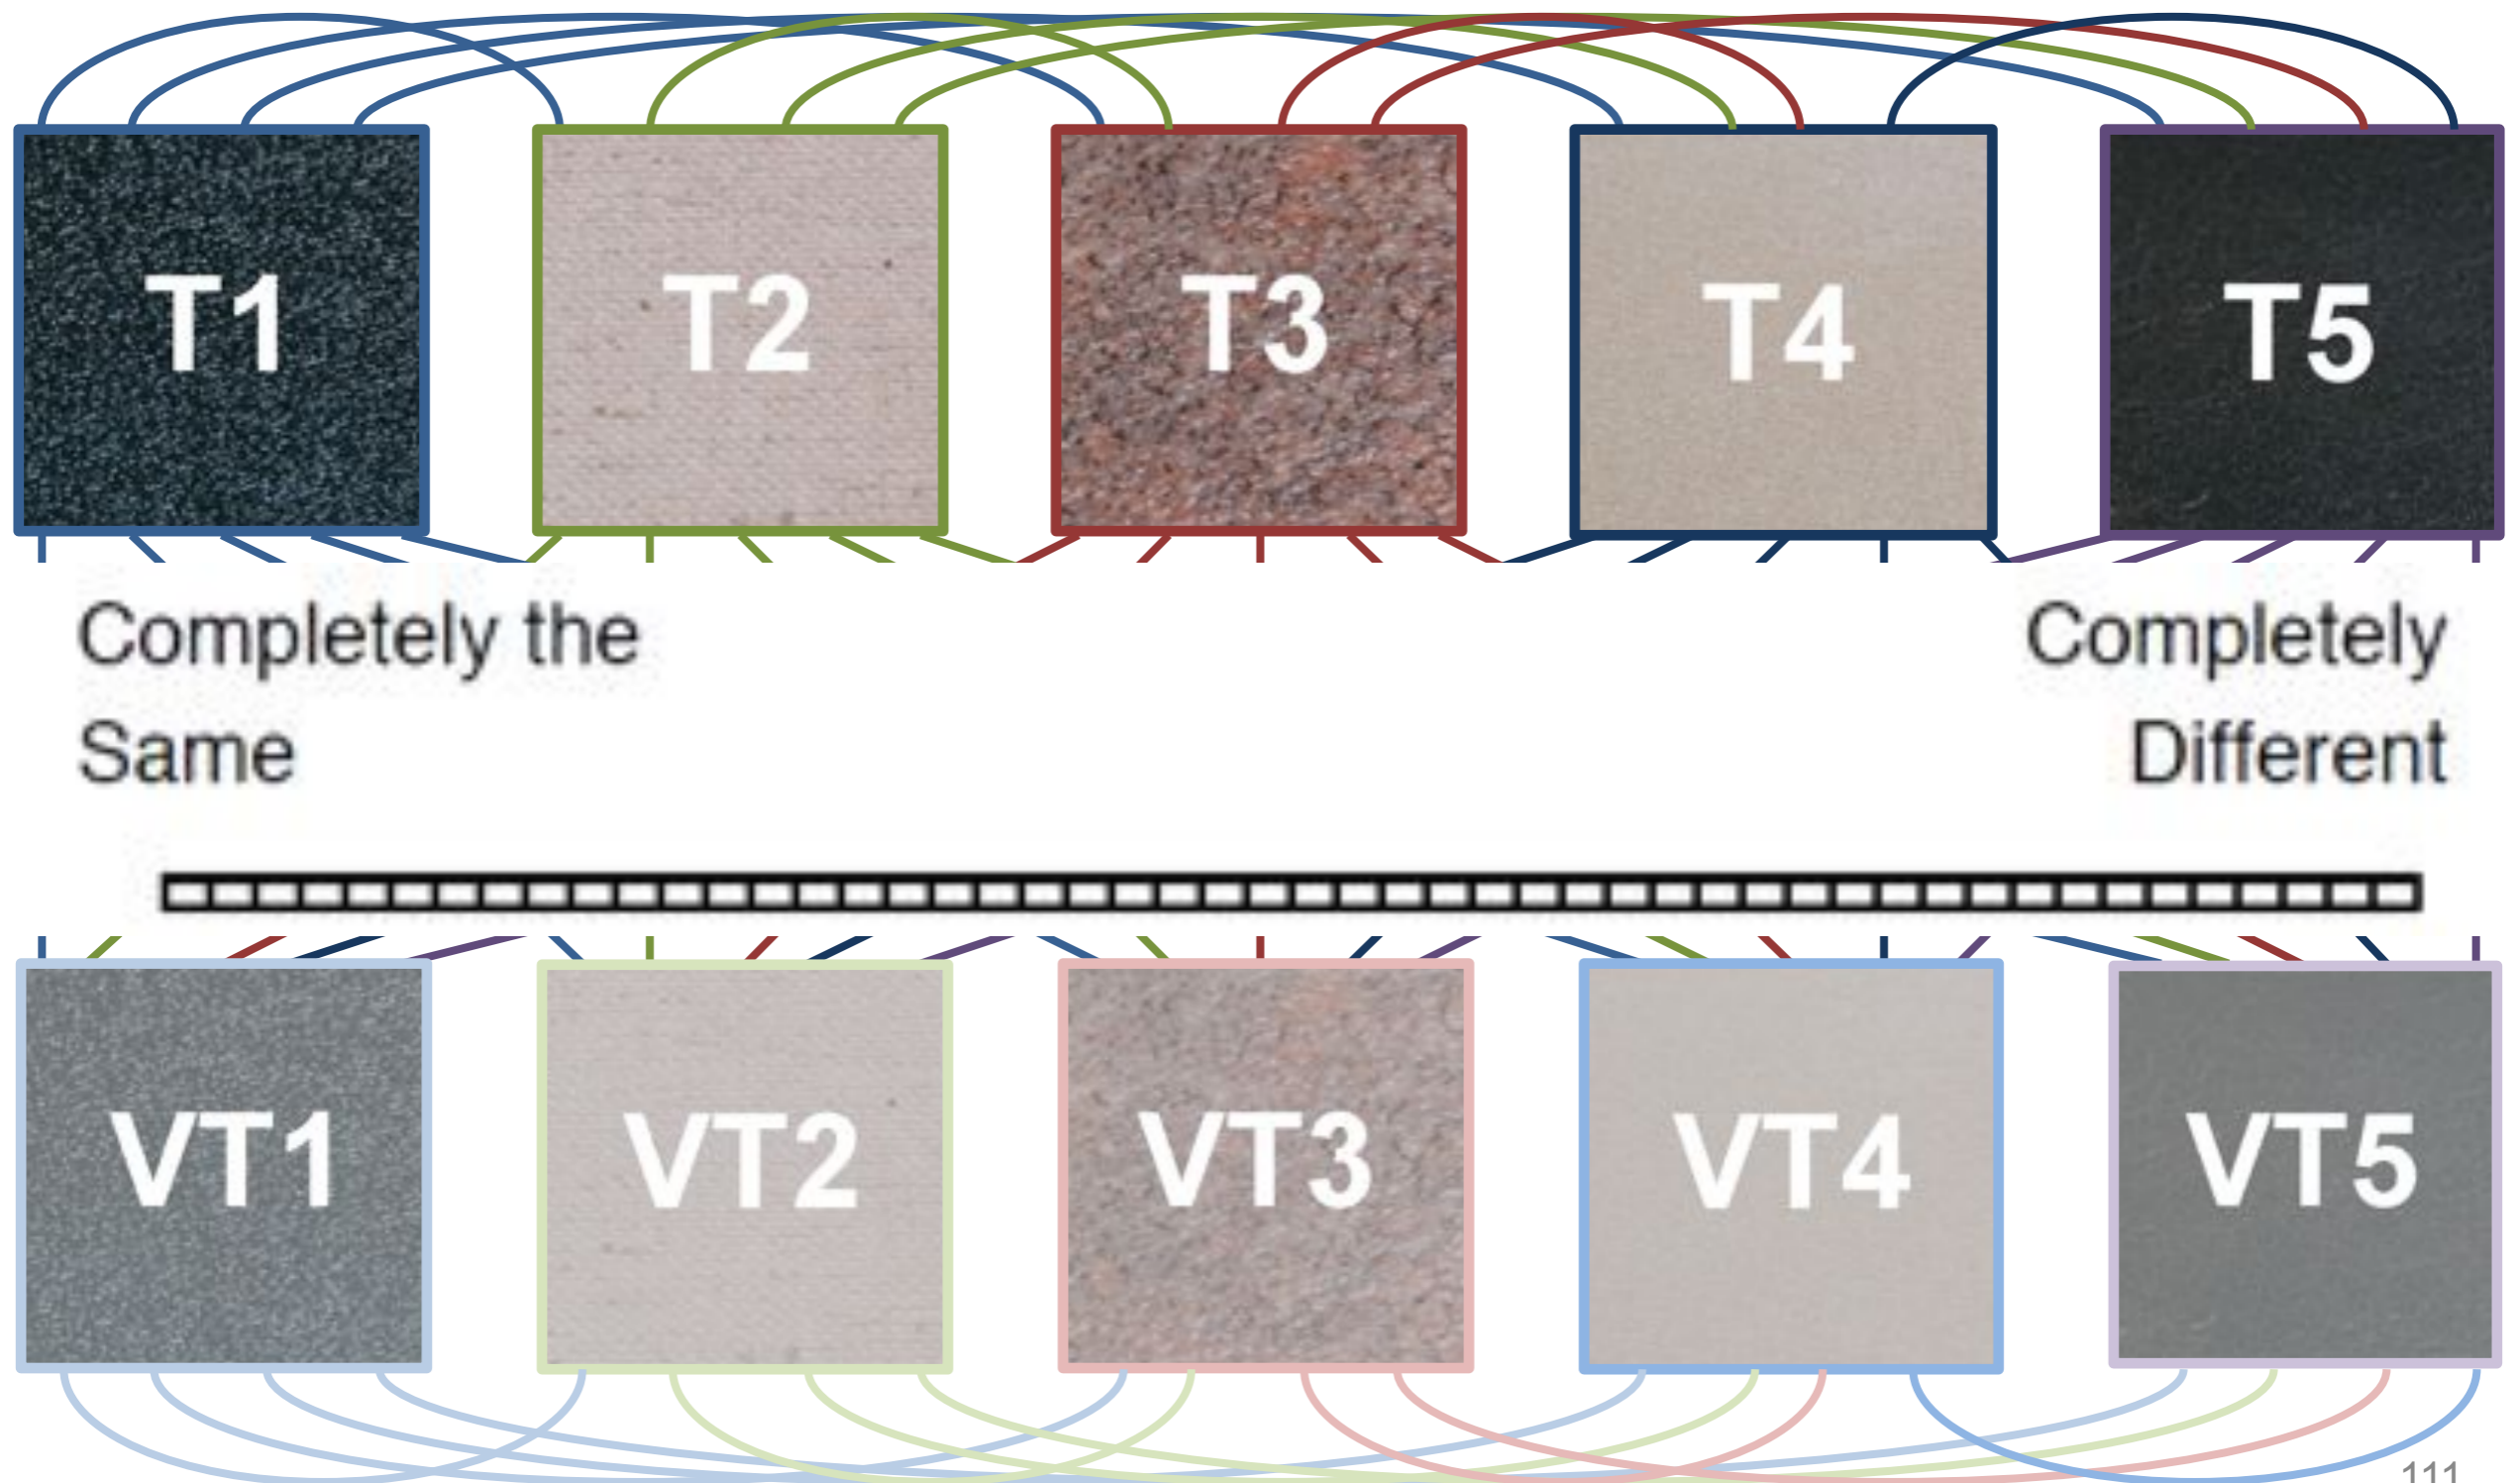 T1 T2 T3 T4 T5
Completely the Completely
Same Different
VT1 VT2 VT3 VT4 VT5
111